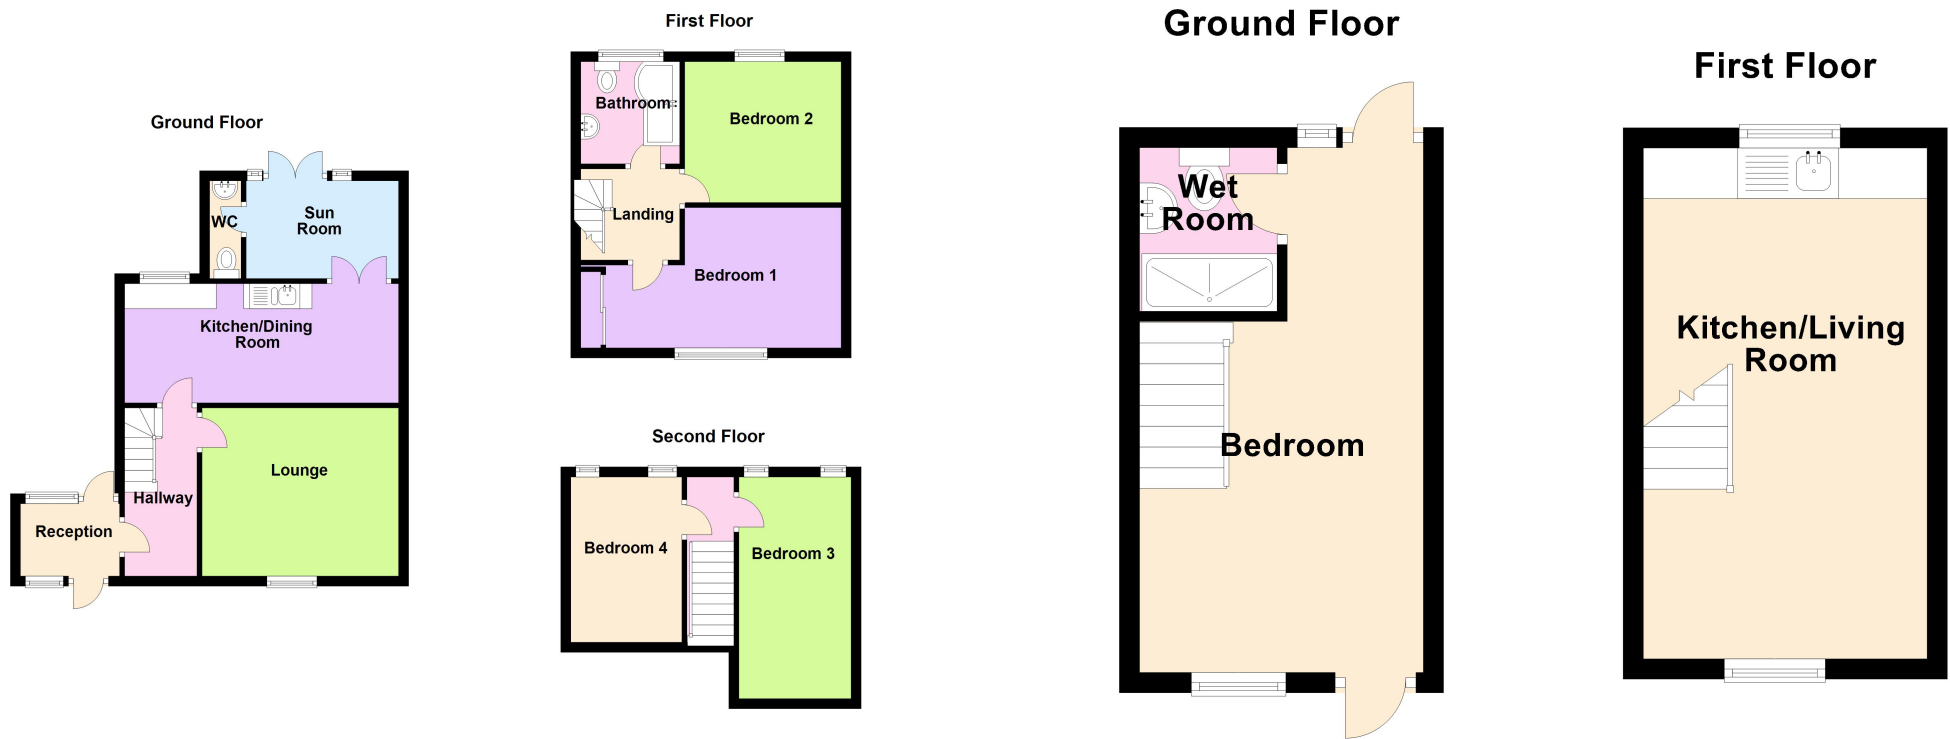 Ground Floor
WC
Sun
Room
Kitchen/Dining
Room
Lounge
Hallway
Reception
First Floor
Bathroom
Bedroom 2
Landing
Bedroom 1
Second Floor
Bedroom 4
Bedroom 3
Ground Floor
Wet
Room
Bedroom
First Floor
Kitchen/Living
Room